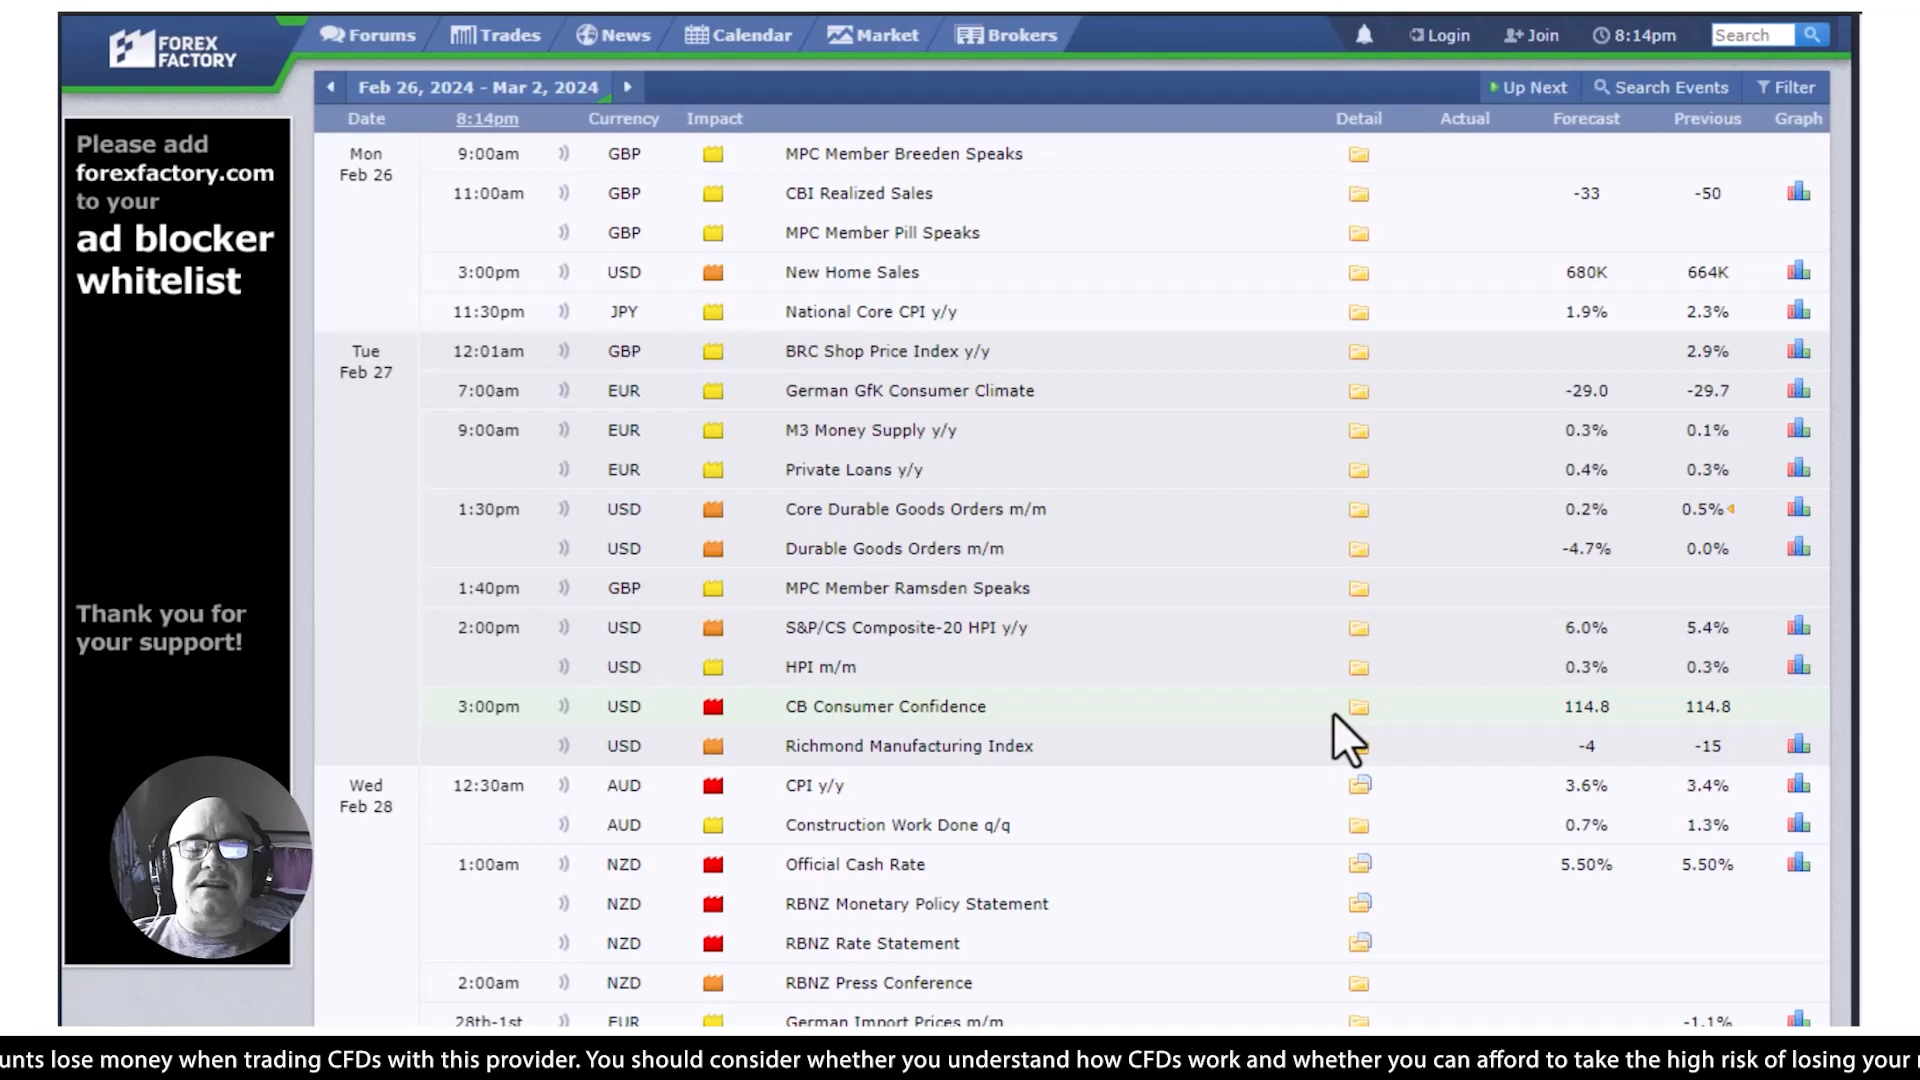 FOREX FACTORY
Forums Trades News Calendar Market Brokers Login Join 8:14pm Search
Feb 26, 2024 - Mar 2, 2024 Up Next Search Events Filter
Date 8:14pm Currency Impact Detail Actual Forecast Previous Graph
Please add
forexfactory.com
to your
ad blocker
whitelist
Thank you for
your support!
Mon Feb 26 9:00am GBP MPC Member Breeden Speaks
11:00am GBP CBI Realized Sales -33 -50
GBP MPC Member Pill Speaks
3:00pm USD New Home Sales 680K 664K
11:30pm JPY National Core CPI y/y 1.9% 2.3%
Tue Feb 27 12:01am GBP BRC Shop Price Index y/y 2.9%
7:00am EUR German GfK Consumer Climate -29.0 -29.7
9:00am EUR M3 Money Supply y/y 0.3% 0.1%
EUR Private Loans y/y 0.4% 0.3%
1:30pm USD Core Durable Goods Orders m/m 0.2% 0.5%
USD Durable Goods Orders m/m -4.7% 0.0%
1:40pm GBP MPC Member Ramsden Speaks
2:00pm USD S&P/CS Composite-20 HPI y/y 6.0% 5.4%
USD HPI m/m 0.3% 0.3%
3:00pm USD CB Consumer Confidence 114.8 114.8
USD Richmond Manufacturing Index -4 -15
Wed Feb 28 12:30am AUD CPI y/y 3.6% 3.4%
AUD Construction Work Done q/q 0.7% 1.3%
1:00am NZD Official Cash Rate 5.50% 5.50%
NZD RBNZ Monetary Policy Statement
NZD RBNZ Rate Statement
2:00am NZD RBNZ Press Conference
28th-1st EUR German Import Prices m/m -1.1%
unts lose money when trading CFDs with this provider. You should consider whether you understand how CFDs work and whether you can afford to take the high risk of losing your